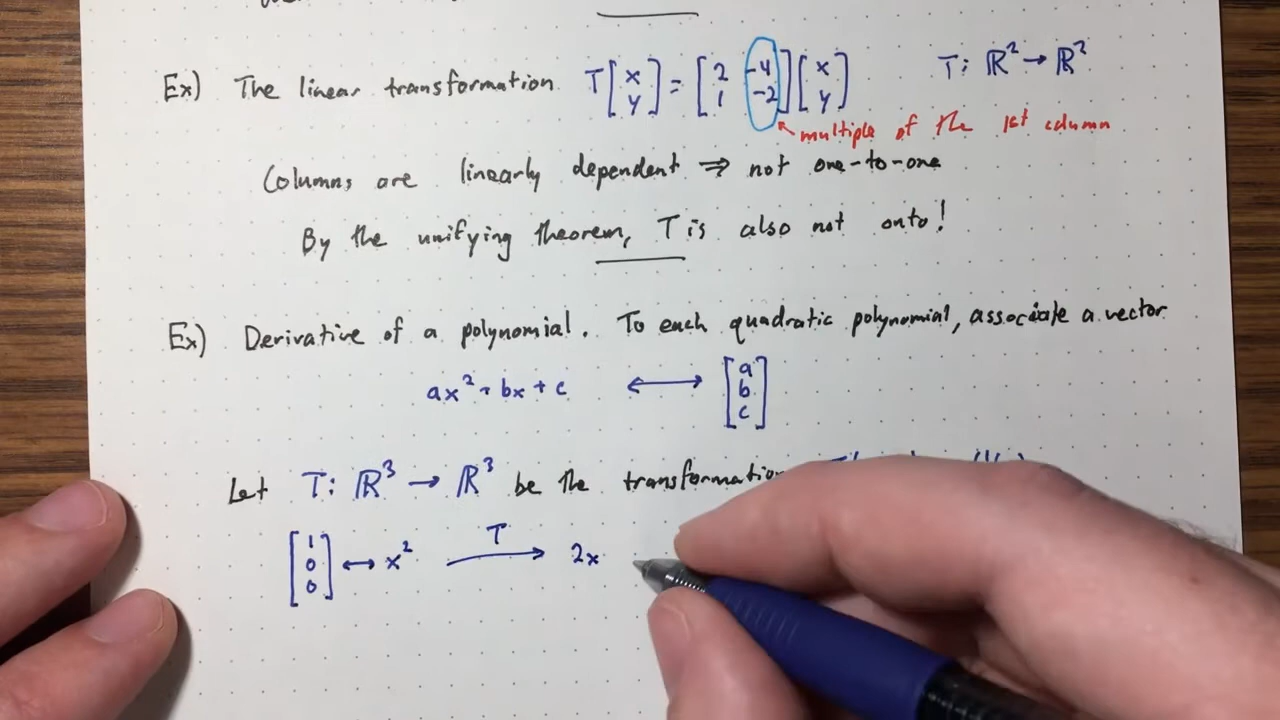 Ex) The linear transformation T[x y] = [2 -4 1 -2][x y] T: ℝ² → ℝ²
multiple of the 1st column
Columns are linearly dependent ⇒ not one-to-one
By the unifying theorem, T is also not onto!
Ex) Derivative of a polynomial. To each quadratic polynomial, associate a vector
ax² + bx + c ↔ [a b c]
Let T: ℝ³ → ℝ³ be the transformation
[1 0 0] ↔ x² T→ 2x